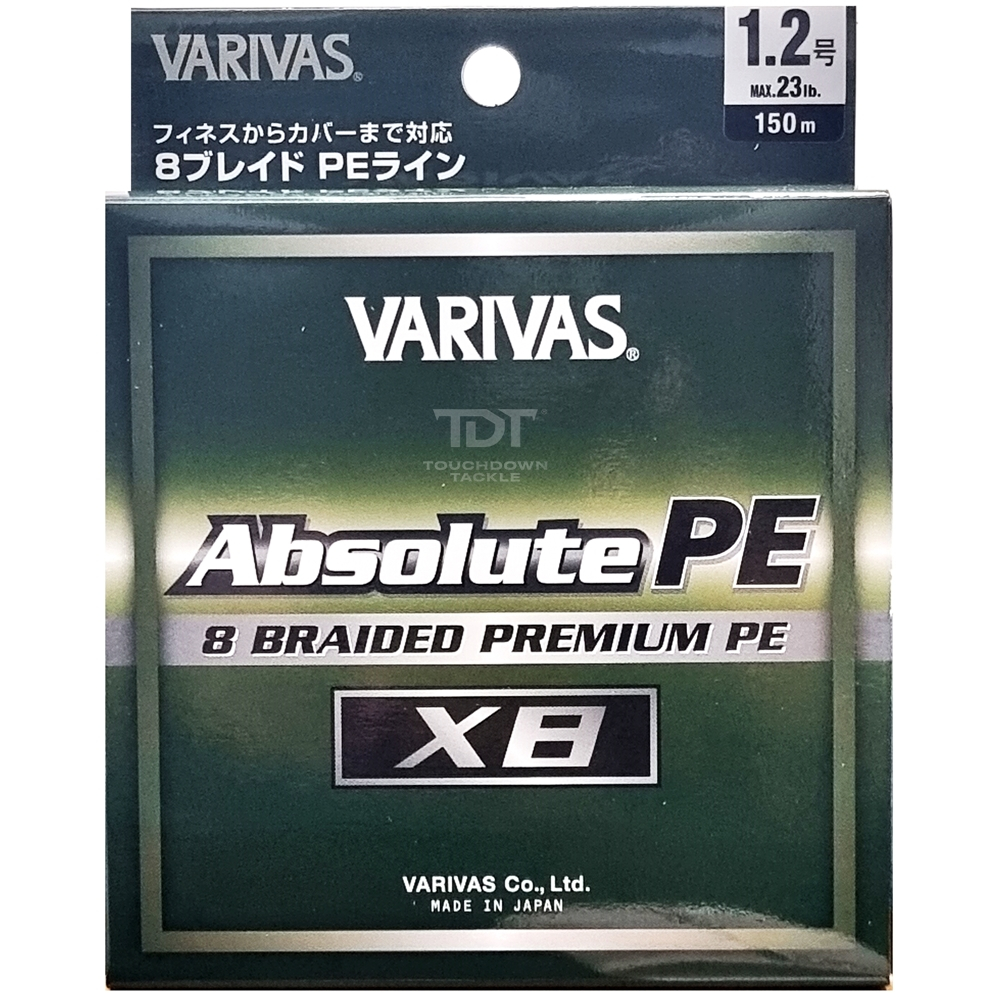 VARIVAS®
1.2号
MAX.23lb.
150m
フィネスからカバーまで対応
8ブレイド PEライン
VARIVAS®
TDT
TOUCHDOWN
TACKLE
Absolute PE
8 BRAIDED PREMIUM PE
X8
VARIVAS Co., Ltd.
MADE IN JAPAN